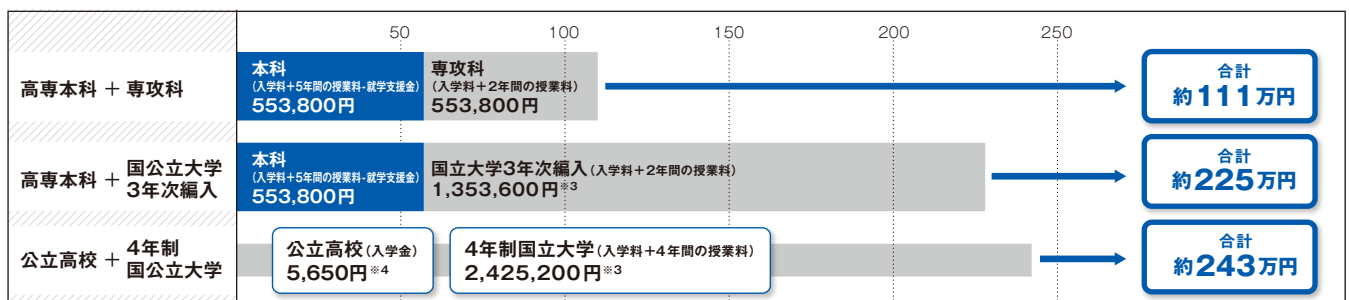 50 100 150 200 250
高専本科 ＋ 専攻科
本科
(入学料＋5年間の授業料-就学支援金)
553,800円
専攻科
(入学料＋2年間の授業料)
553,800円
合計
約111万円
高専本科 ＋ 国公立大学
3年次編入
本科
(入学料＋5年間の授業料-就学支援金)
553,800円
国立大学3年次編入(入学料＋2年間の授業料)
1,353,600円※3
合計
約225万円
公立高校 ＋ 4年制
国公立大学
公立高校(入学金)
5,650円※4
4年制国立大学(入学料＋4年間の授業料)
2,425,200円※3
合計
約243万円